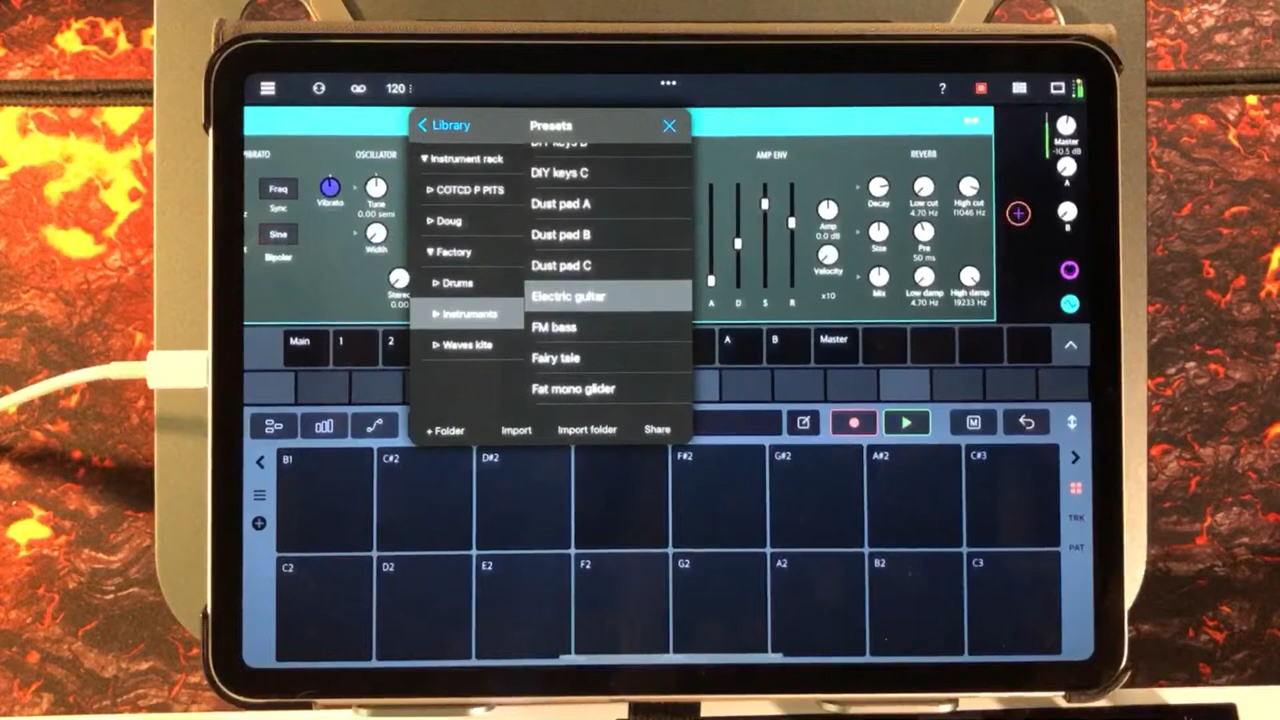 120
?
Library
Presets
Instrument rack
COTCD P PITS
Doug
Factory
Drums
Instruments
Waves kite
DIY keys B
DIY keys C
Dust pad A
Dust pad B
Dust pad C
Electric guitar
FM bass
Fairy tale
Fat mono glider
+ Folder
Import
Import folder
Share
OSCILLATOR
Freq
Sync
Sine
Bipolar
Vibrato
Tune
0.00 semi
Width
AMP ENV
A
D
S
R
Amp
0.0 dB
Velocity
x10
REVERB
Decay
Low cut
4.70 Hz
High cut
11046 Hz
Size
Pre
50 ms
Mix
Low damp
4.70 Hz
High damp
19233 Hz
Master
-10.5 dB
A
B
Main
1
2
A
B
Master
M
B1
C#2
D#2
F#2
G#2
A#2
C#3
TRK
PAT
C2
D2
E2
F2
G2
A2
B2
C3